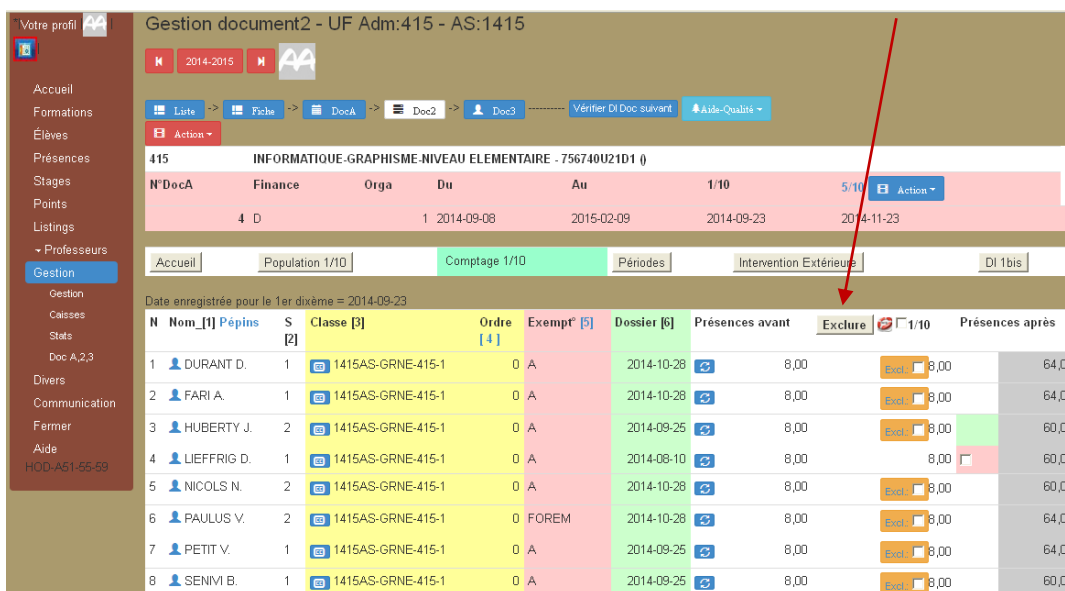 Votre profil
Accueil
Formations
Élèves
Présences
Stages
Points
Listings
Professeurs
Gestion
Gestion
Caisses
Stats
Doc A,2,3
Divers
Communication
Fermer
Aide
HOD-A51-55-59
Gestion document2 - UF Adm:415 - AS:1415
2014-2015
Liste -> Fiche -> DocA -> Doc2 -> Doc3 ---------- Vérifier DI Doc suivant Aide-Qualité
Action
415 INFORMATIQUE-GRAPHISME-NIVEAU ELEMENTAIRE - 756740U21D1 ()
N°DocA Finance Orga Du Au 1/10 5/10 Action
4 D 1 2014-09-08 2015-02-09 2014-09-23 2014-11-23
Accueil Population 1/10 Comptage 1/10 Périodes Intervention Extérieure DI 1bis
Date enregistrée pour le 1er dixème = 2014-09-23
N Nom_[1] Pépins S [2] Classe [3] Ordre [4] Exempt° [5] Dossier [6] Présences avant Exclure 1/10 Présences après
1 DURANT D. 1 1415AS-GRNE-415-1 0 A 2014-10-28 8,00 Excl.: 8,00 64,0
2 FARI A. 1 1415AS-GRNE-415-1 0 A 2014-10-28 8,00 Excl.: 8,00 64,0
3 HUBERTY J. 2 1415AS-GRNE-415-1 0 A 2014-09-25 8,00 Excl.: 8,00 60,0
4 LIEFFRIG D. 1 1415AS-GRNE-415-1 0 A 2014-08-10 8,00 8,00 60,0
5 NICOLS N. 2 1415AS-GRNE-415-1 0 A 2014-10-28 8,00 Excl.: 8,00 60,0
6 PAULUS V. 2 1415AS-GRNE-415-1 0 FOREM 2014-10-28 8,00 Excl.: 8,00 64,0
7 PETIT V. 1 1415AS-GRNE-415-1 0 A 2014-09-25 8,00 Excl.: 8,00 64,0
8 SENIVI B. 1 1415AS-GRNE-415-1 0 A 2014-09-25 8,00 Excl.: 8,00 60,0